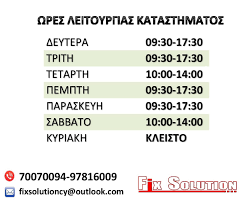 ΩΡΕΣ ΛΕΙΤΟΥΡΓΙΑΣ ΚΑΤΑΣΤΗΜΑΤΟΣ
ΔΕΥΤΕΡΑ 09:30-17:30
ΤΡΙΤΗ 09:30-17:30
ΤΕΤΑΡΤΗ 10:00-14:00
ΠΕΜΠΤΗ 09:30-17:30
ΠΑΡΑΣΚΕΥΗ 09:30-17:30
ΣΑΒΒΑΤΟ 10:00-14:00
ΚΥΡΙΑΚΗ ΚΛΕΙΣΤΟ
70070094-97816009
fixsolutioncy@outlook.com
Fix Solution